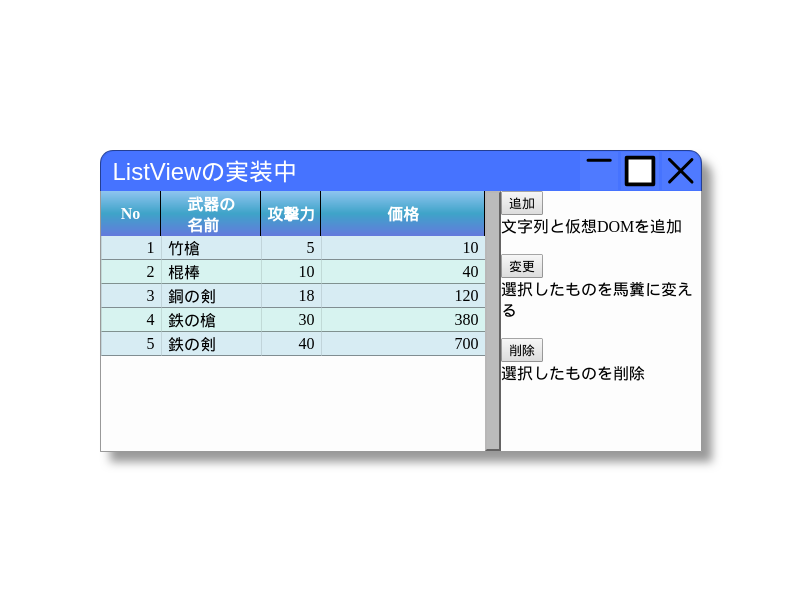 ListViewの実装中
No 武器の名前 攻撃力 価格
1 竹槍 5 10
2 棍棒 10 40
3 銅の剣 18 120
4 鉄の槍 30 380
5 鉄の剣 40 700
追加
文字列と仮想DOMを追加
変更
選択したものを馬糞に変え
る
削除
選択したものを削除